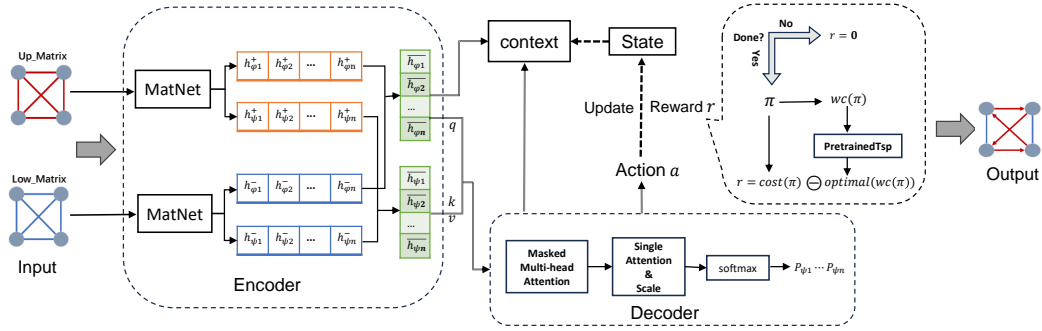 Up_Matrix
Low_Matrix
Input
MatNet
MatNet
h⁺φ1 h⁺φ2 ... h⁺φn
h⁺ψ1 h⁺ψ2 ... h⁺ψn
h⁻φ1 h⁻φ2 ... h⁻φn
h⁻ψ1 h⁻ψ2 ... h⁻ψn
Encoder
h̅φ1
h̅φ2
...
h̅φn
q
h̅ψ1
h̅ψ2
...
h̅ψn
k
v
context
State
Update
Reward r
Action a
Masked
Multi-head
Attention
Single
Attention
&
Scale
softmax
Pψ1 ⋯ Pψn
Decoder
No
Done?
r = 0
Yes
π
wc(π)
PretrainedTsp
r = cost(π) ⊖ optimal(wc(π))
Output